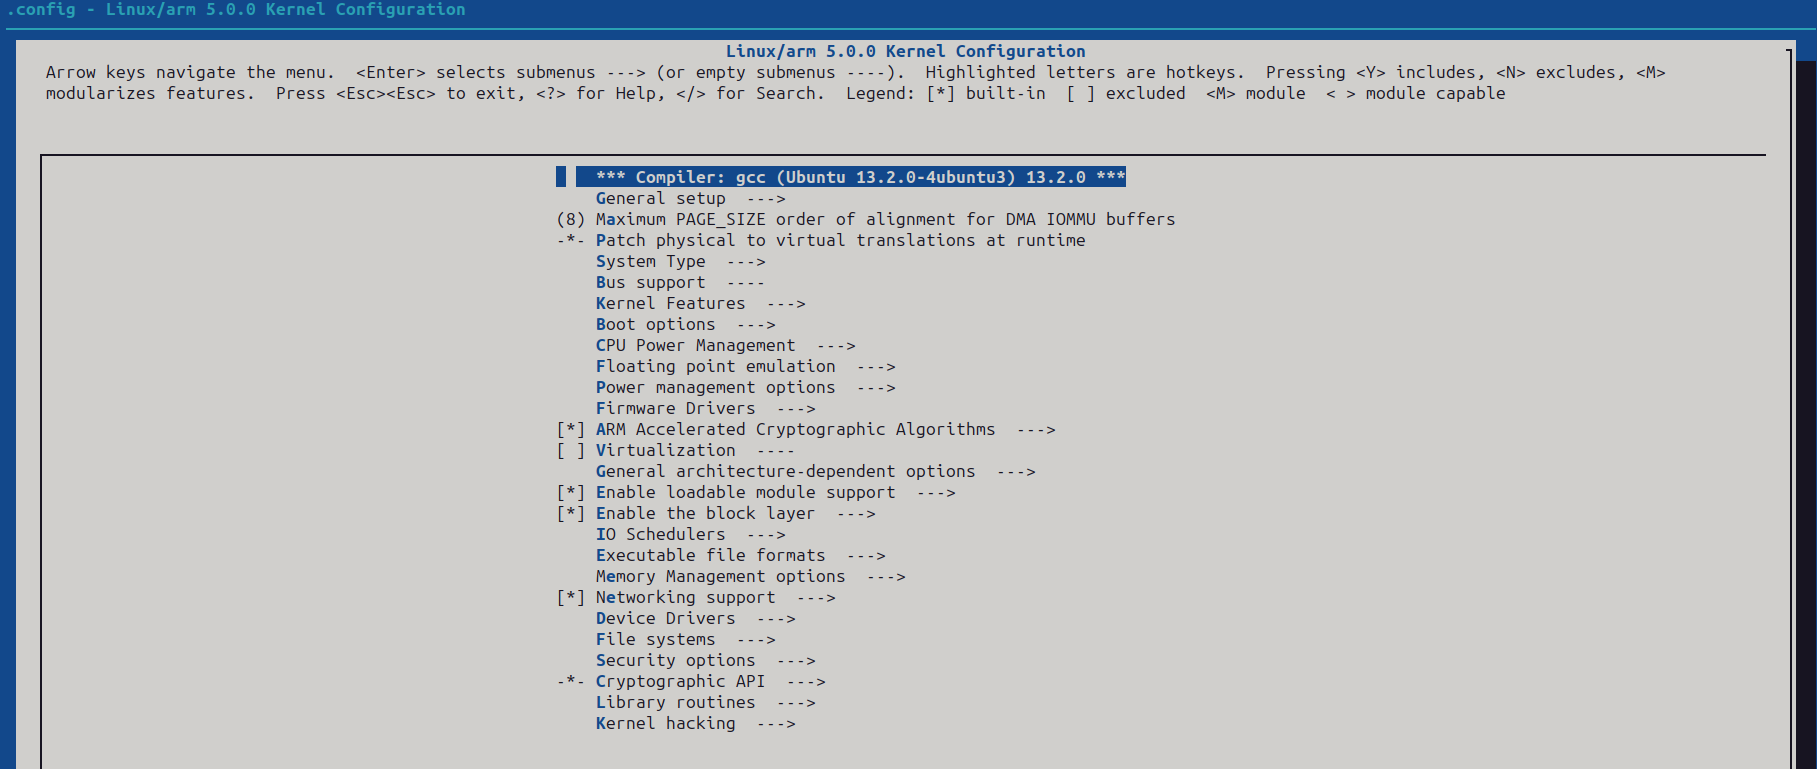 .config - Linux/arm 5.0.0 Kernel Configuration
Linux/arm 5.0.0 Kernel Configuration
Arrow keys navigate the menu.  <Enter> selects submenus ---> (or empty submenus ----).  Highlighted letters are hotkeys.  Pressing <Y> includes, <N> excludes, <M>
modularizes features.  Press <Esc><Esc> to exit, <?> for Help, </> for Search.  Legend: [*] built-in  [ ] excluded  <M> module  < > module capable
*** Compiler: gcc (Ubuntu 13.2.0-4ubuntu3) 13.2.0 ***
General setup  --->
(8) Maximum PAGE_SIZE order of alignment for DMA IOMMU buffers
-*- Patch physical to virtual translations at runtime
System Type  --->
Bus support  ----
Kernel Features  --->
Boot options  --->
CPU Power Management  --->
Floating point emulation  --->
Power management options  --->
Firmware Drivers  --->
[*] ARM Accelerated Cryptographic Algorithms  --->
[ ] Virtualization  ----
General architecture-dependent options  --->
[*] Enable loadable module support  --->
[*] Enable the block layer  --->
IO Schedulers  --->
Executable file formats  --->
Memory Management options  --->
[*] Networking support  --->
Device Drivers  --->
File systems  --->
Security options  --->
-*- Cryptographic API  --->
Library routines  --->
Kernel hacking  --->